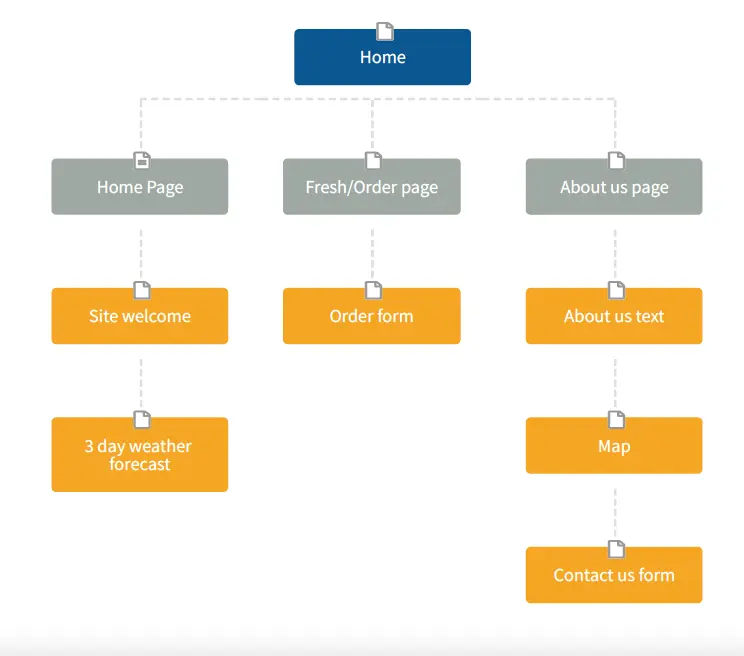 Home
Home Page
Fresh/Order page
About us page
Site welcome
Order form
About us text
3 day weather
forecast
Map
Contact us form